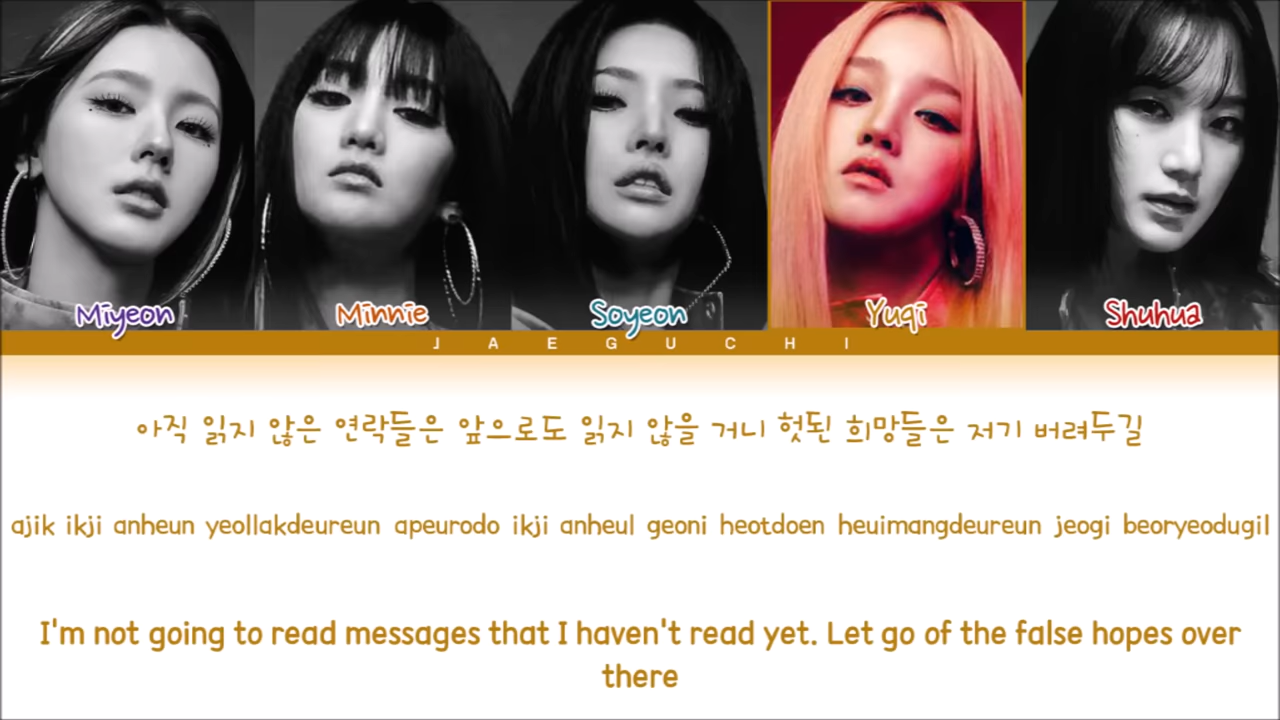 Miyeon Minnie Soyeon Yuqi Shuhua
JAEGUCHI
아직 읽지 않은 연락들은 앞으로도 읽지 않을 거니 헛된 희망들은 저기 버려두길
ajik ikji anheun yeollakdeureun apeurodo ikji anheul geoni heotdoen heuimangdeureun jeogi beoryeodugil
I'm not going to read messages that I haven't read yet. Let go of the false hopes over
there